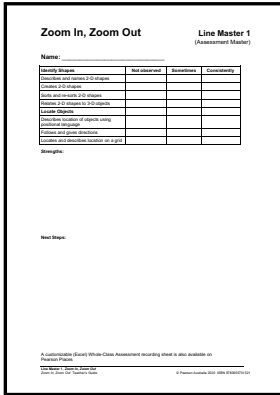 Zoom In, Zoom Out
Line Master 1
(Assessment Master)
Name:
Identify Shapes Not observed Sometimes Consistently
Describes and names 2-D shapes
Creates 2-D shapes
Sorts and re-sorts 2-D shapes
Relates 2-D shapes to 3-D objects
Locate Objects
Describes location of objects using
positional language
Follows and gives directions
Locates and describes location on a grid
Strengths:
Next Steps:
A customizable (Excel) Whole-Class Assessment recording sheet is also available on
Pearson Places
Line Master 1, Zoom In, Zoom Out
Zoom In, Zoom Out Teacher's Guide
© Pearson Australia 2020 ISBN